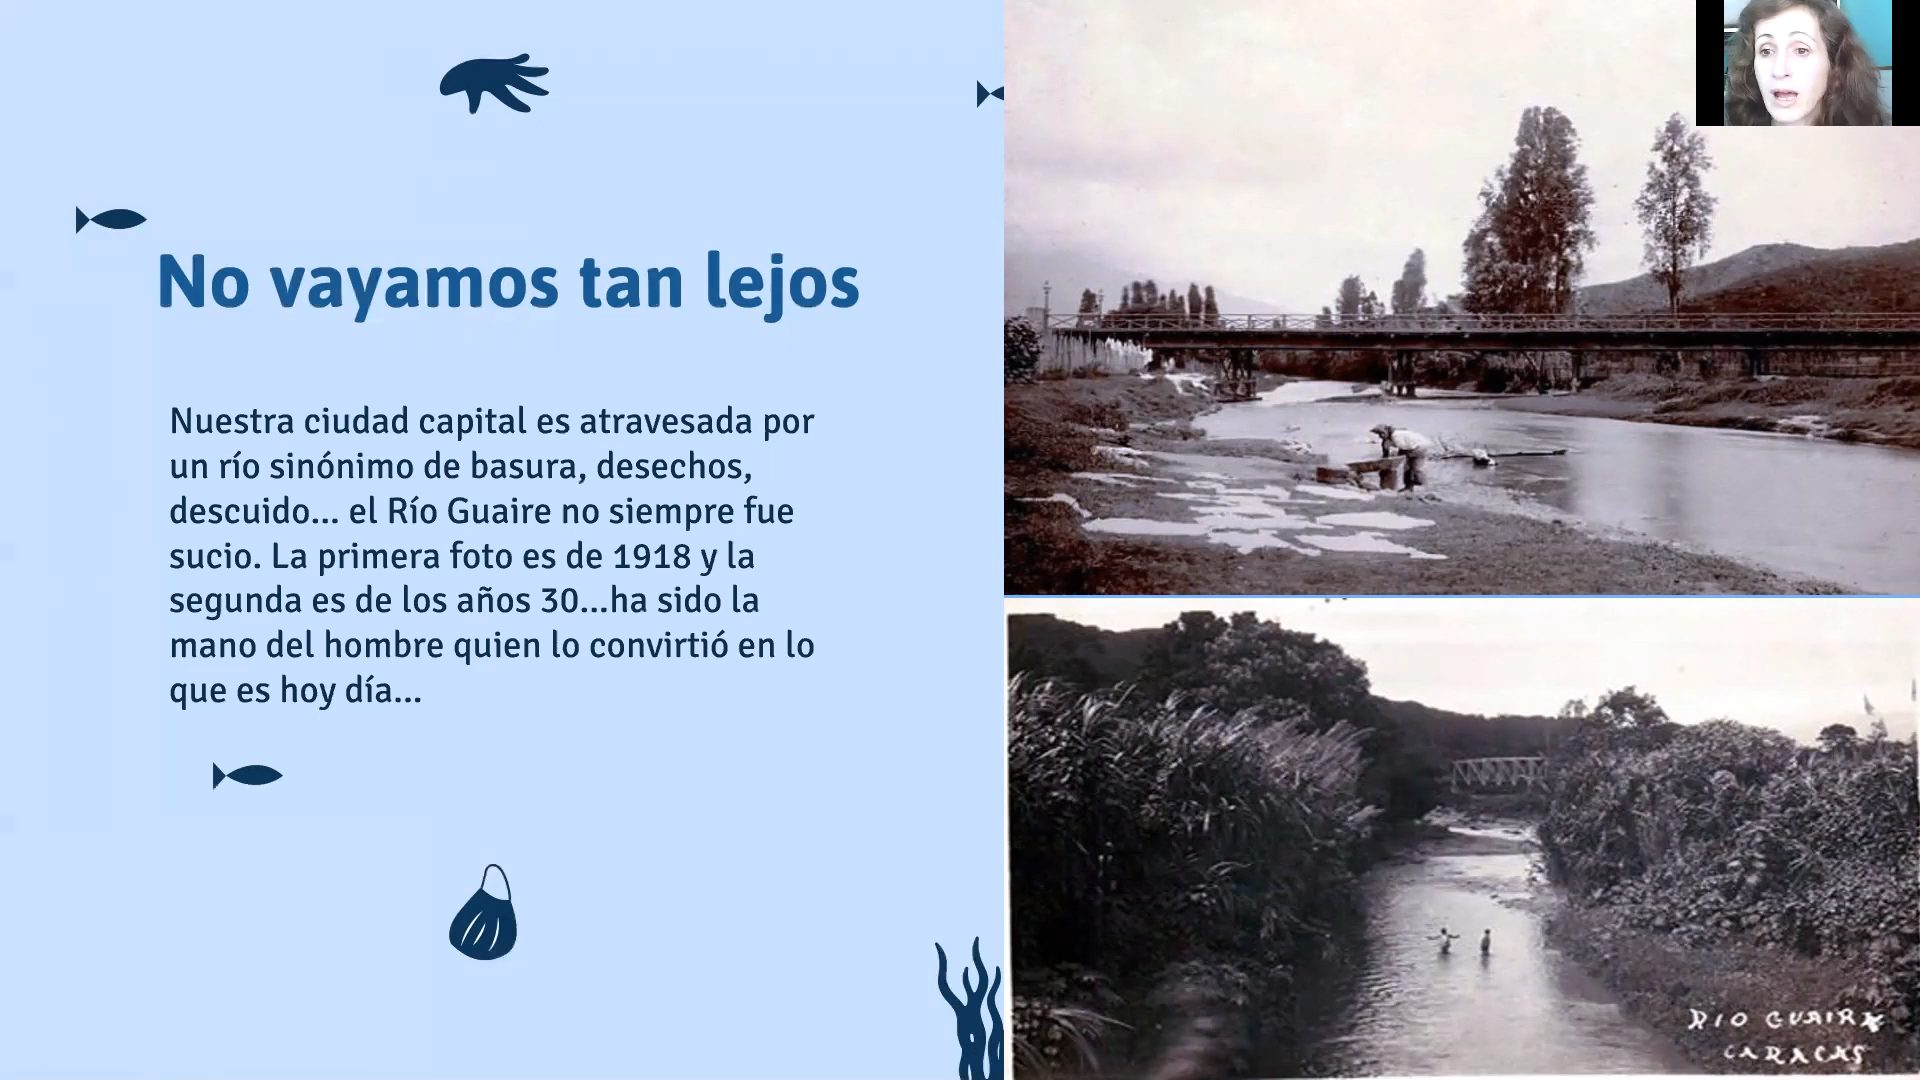 No vayamos tan lejos
Nuestra ciudad capital es atravesada por
un río sinónimo de basura, desechos,
descuido... el Río Guaire no siempre fue
sucio. La primera foto es de 1918 y la
segunda es de los años 30...ha sido la
mano del hombre quien lo convirtió en lo
que es hoy día...
RIO GUAIRA
CARACAS